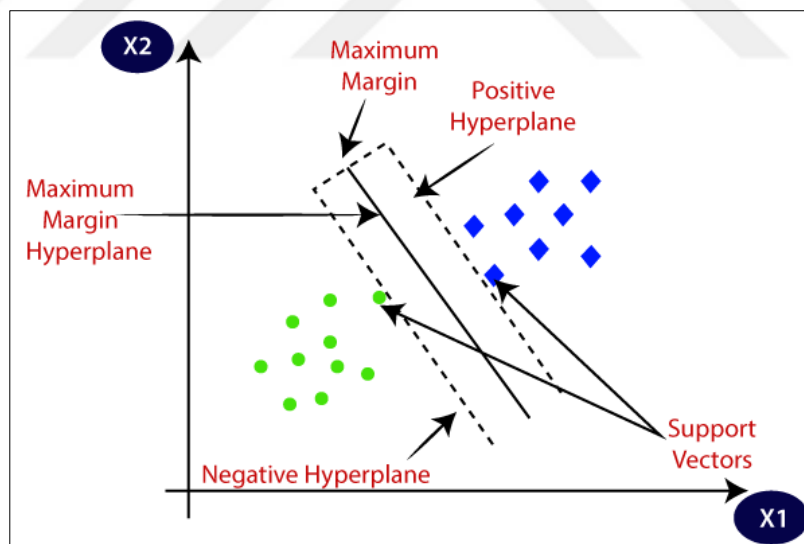 X2
Maximum
Margin
Positive
Hyperplane
Maximum
Margin
Hyperplane
Support
Vectors
Negative Hyperplane
X1